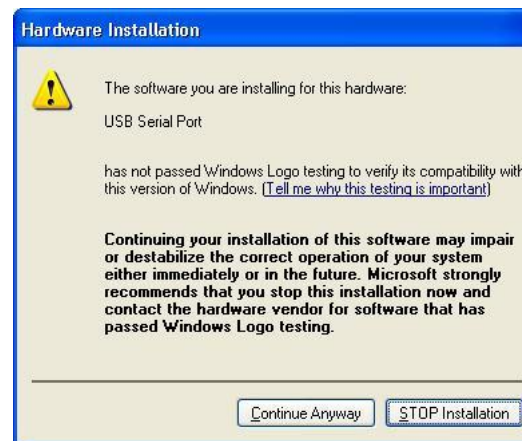 Hardware Installation
The software you are installing for this hardware:
USB Serial Port
has not passed Windows Logo testing to verify its compatibility with
this version of Windows. (Tell me why this testing is important)
Continuing your installation of this software may impair
or destabilize the correct operation of your system
either immediately or in the future. Microsoft strongly
recommends that you stop this installation now and
contact the hardware vendor for software that has
passed Windows Logo testing.
Continue Anyway STOP Installation